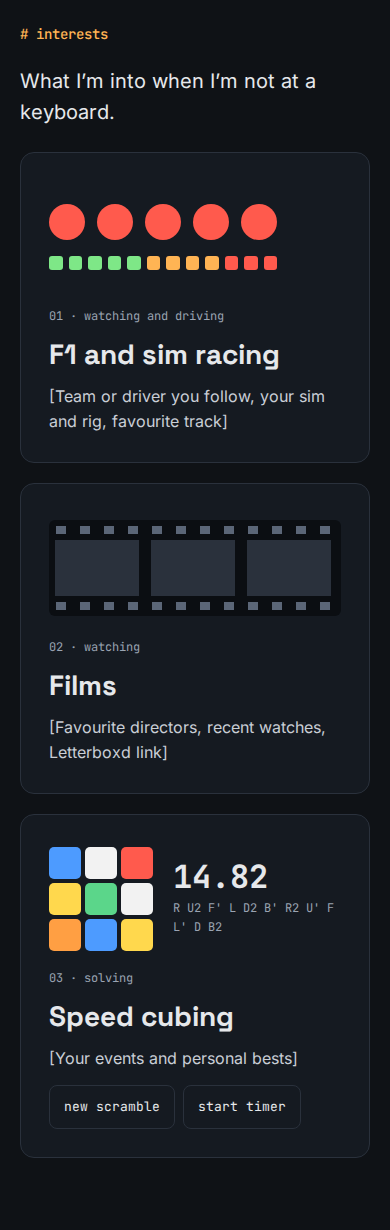 # interests
What I’m into when I’m not at a
keyboard.
01 · watching and driving
F1 and sim racing
[Team or driver you follow, your sim
and rig, favourite track]
02 · watching
Films
[Favourite directors, recent watches,
Letterboxd link]
14.82
R U2 F' L D2 B' R2 U' F
L' D B2
03 · solving
Speed cubing
[Your events and personal bests]
new scramble
start timer